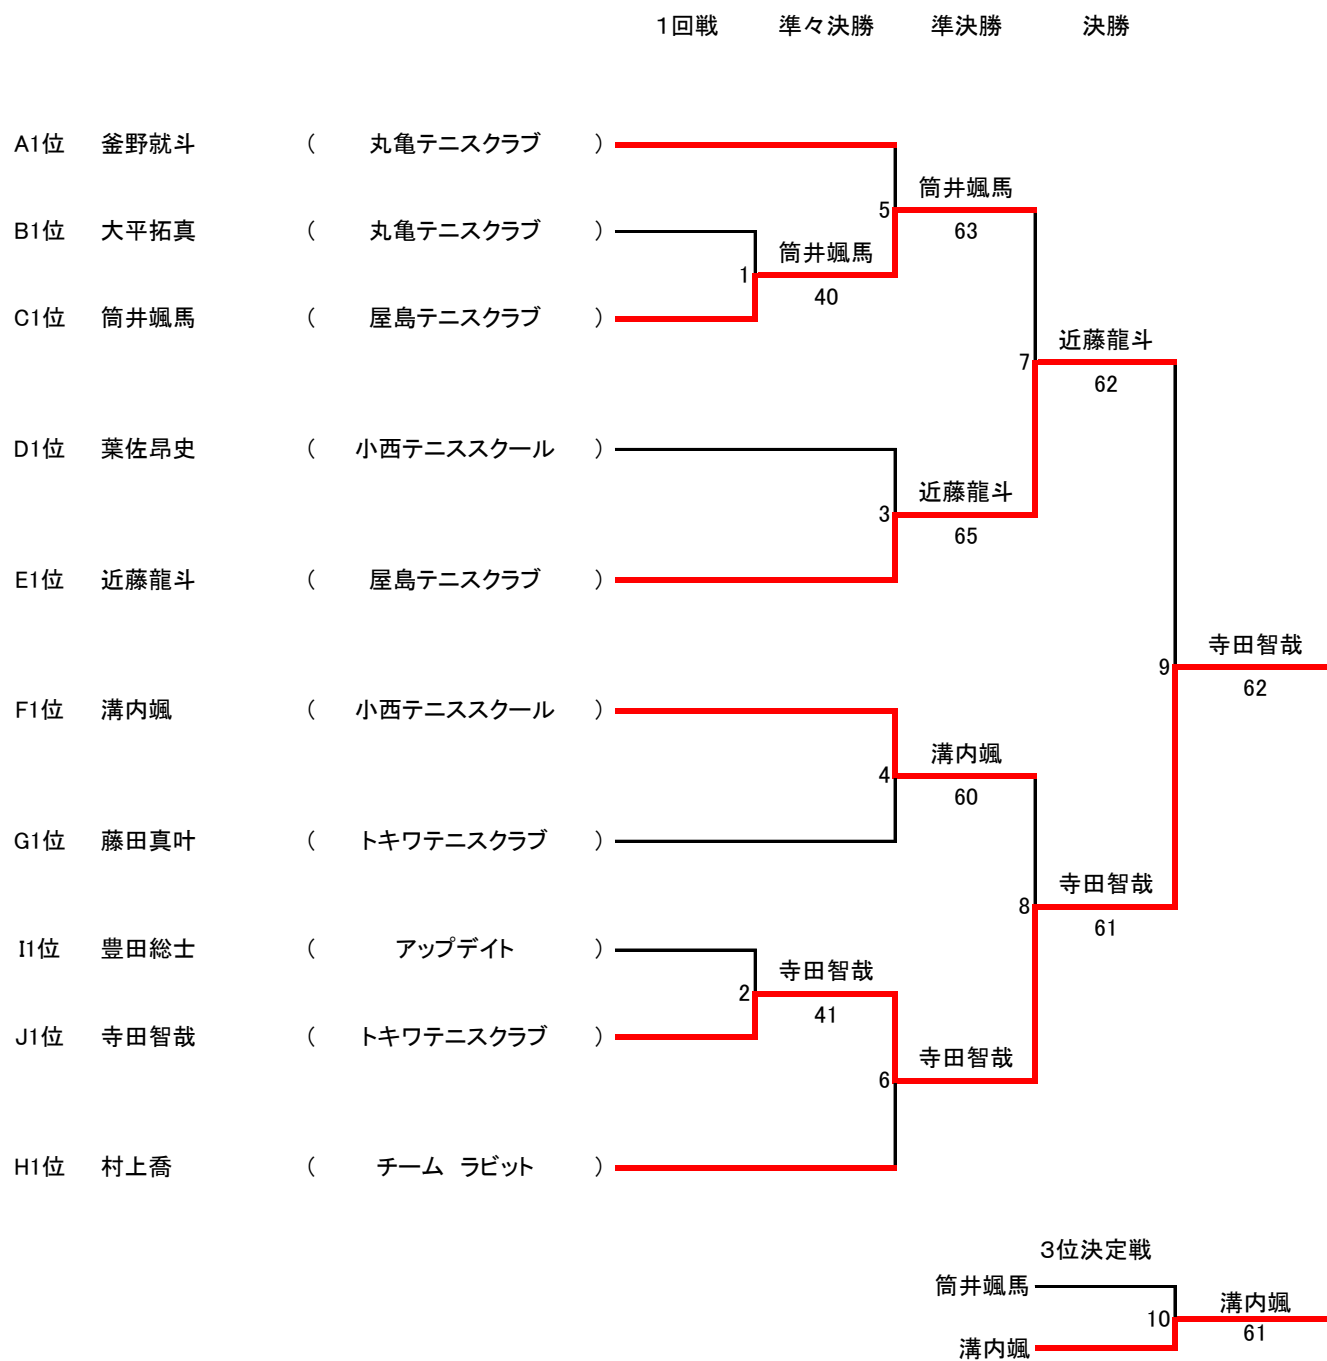 1回戦 準々決勝 準決勝 決勝
A1位 釜野就斗 ( 丸亀テニスクラブ )
筒井颯馬
5
63
B1位 大平拓真 ( 丸亀テニスクラブ )
筒井颯馬
1
40
C1位 筒井颯馬 ( 屋島テニスクラブ )
近藤龍斗
7
62
D1位 葉佐昂史 ( 小西テニススクール )
近藤龍斗
3
65
E1位 近藤龍斗 ( 屋島テニスクラブ )
寺田智哉
9
62
F1位 溝内颯 ( 小西テニススクール )
溝内颯
4
60
G1位 藤田真叶 ( トキワテニスクラブ )
寺田智哉
8
61
I1位 豊田総士 ( アップデイト )
寺田智哉
2
41
J1位 寺田智哉 ( トキワテニスクラブ )
寺田智哉
6
H1位 村上喬 ( チーム ラビット )
3位決定戦
筒井颯馬
溝内颯
10
61
溝内颯